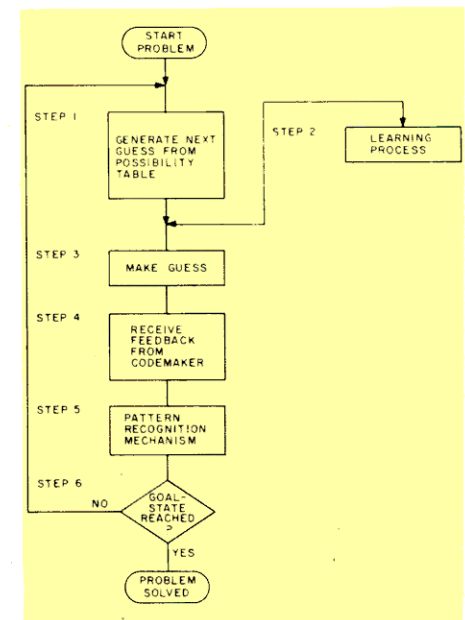 START
PROBLEM
STEP 1
GENERATE NEXT
GUESS FROM
POSSIBILITY
TABLE
STEP 2
LEARNING
PROCESS
STEP 3
MAKE GUESS
STEP 4
RECEIVE
FEEDBACK
FROM
CODEMAKER
STEP 5
PATTERN
RECOGNITION
MECHANISM
STEP 6
NO
GOAL-
STATE
REACHED
?
YES
PROBLEM
SOLVED